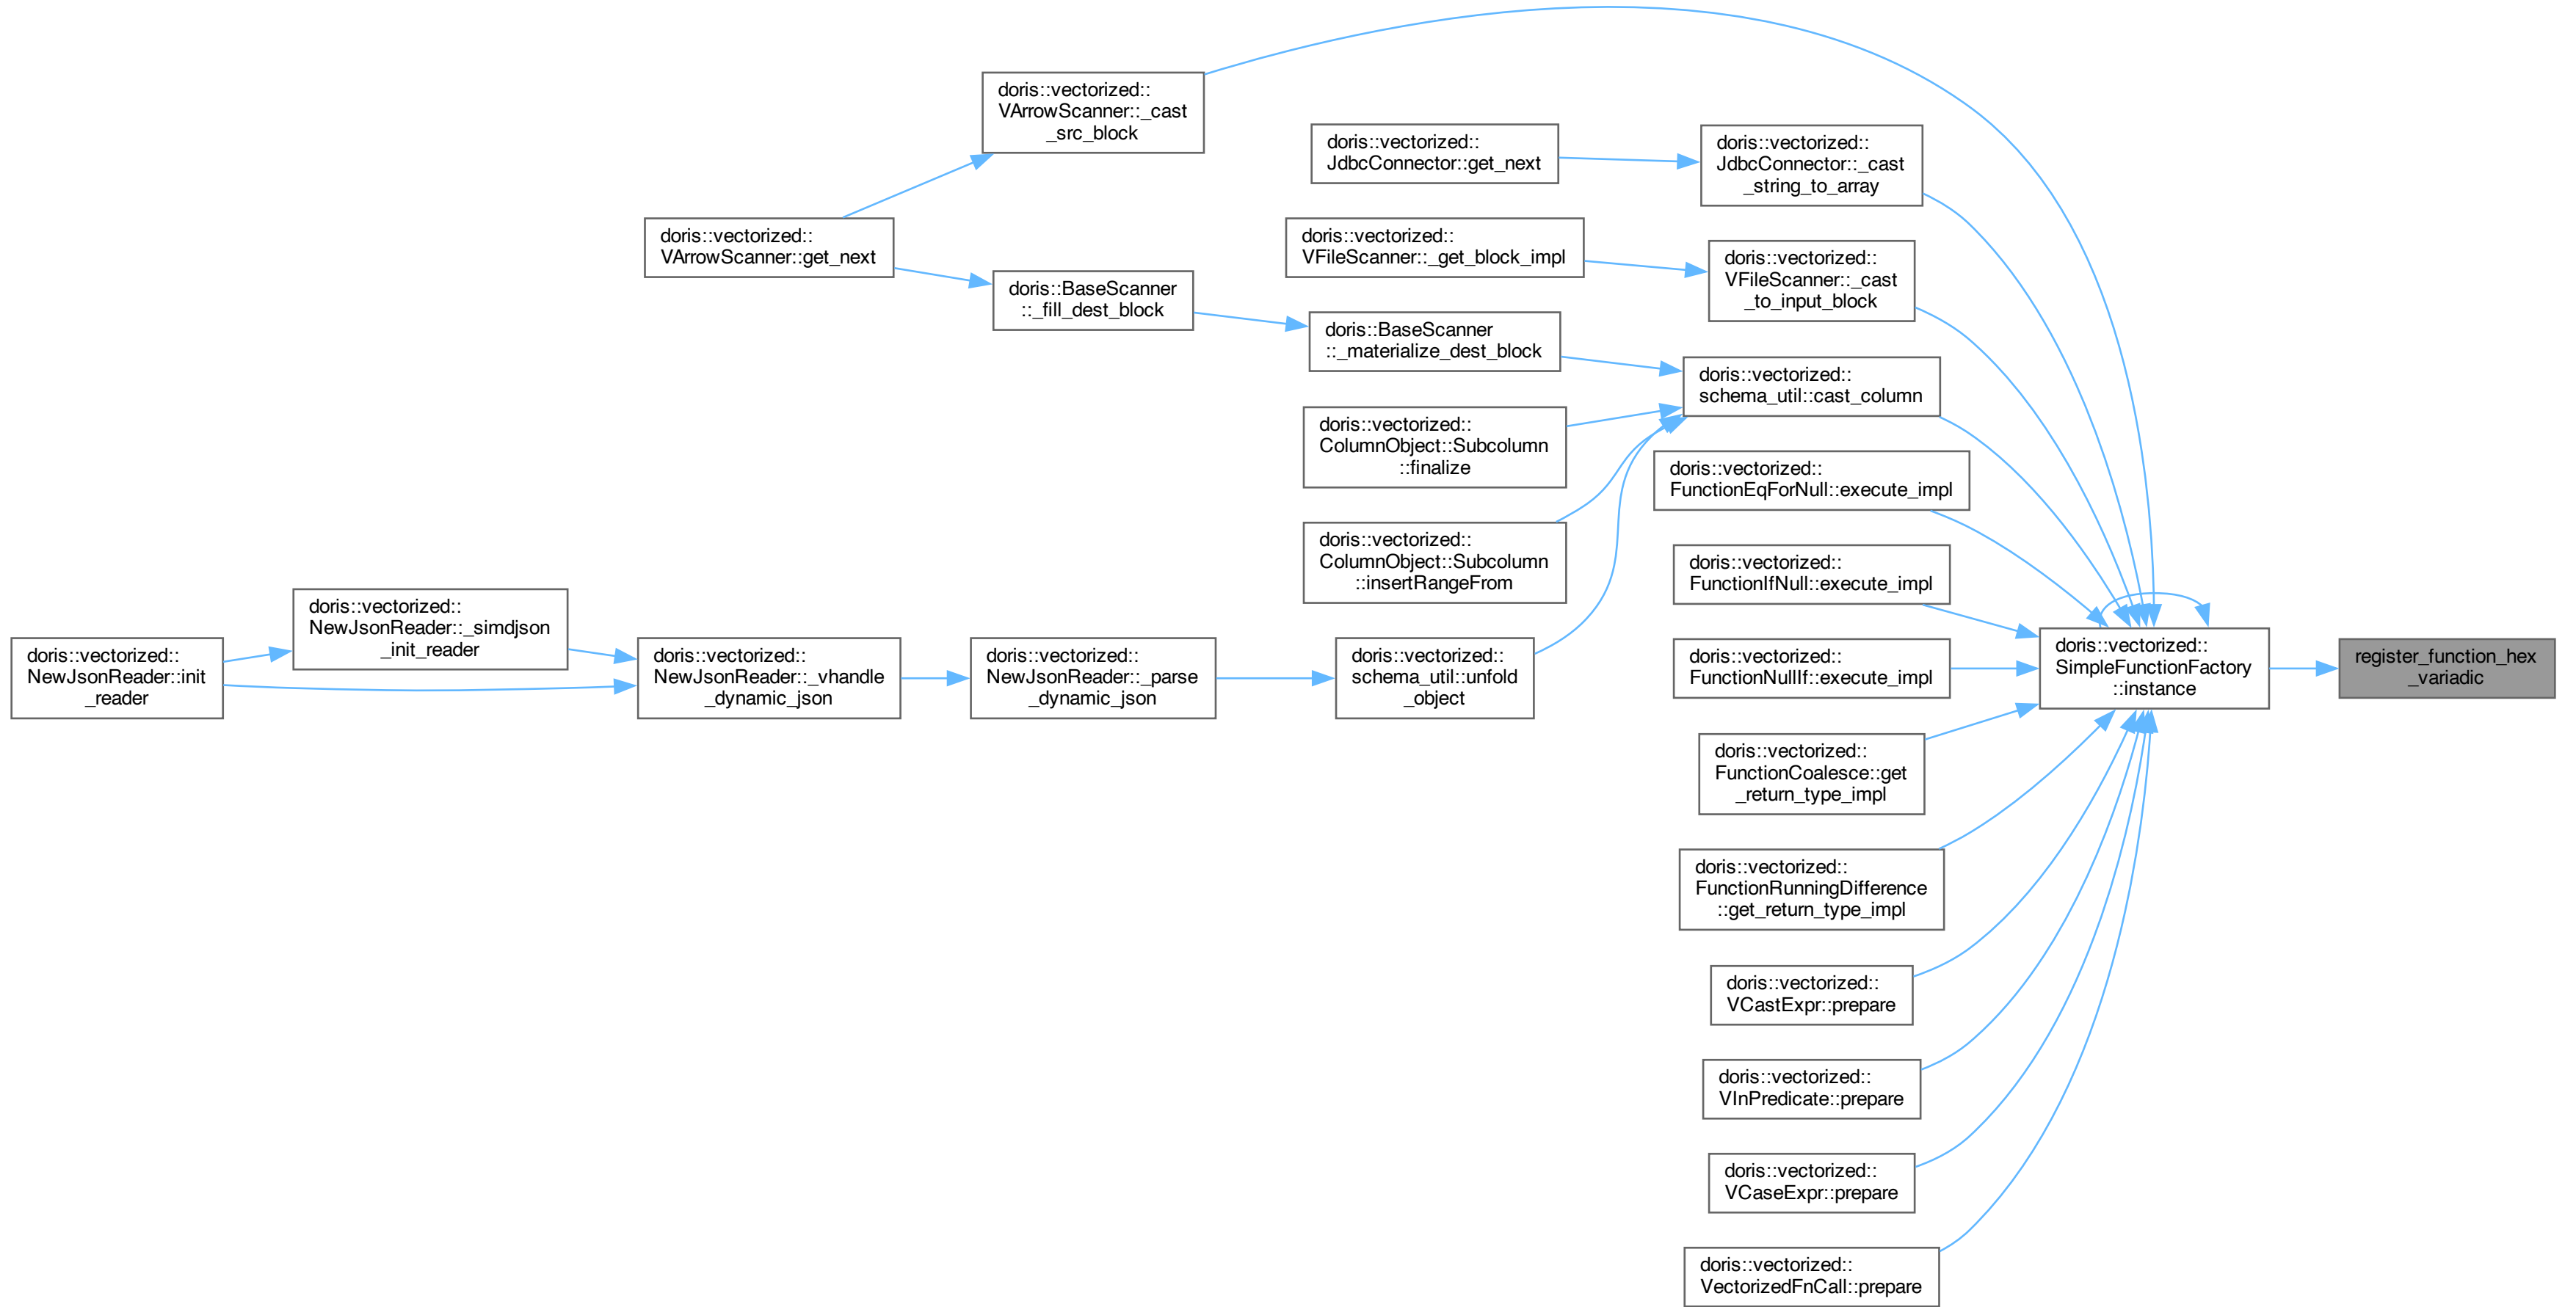 doris::vectorized::
VArrowScanner::_cast
_src_block
doris::vectorized::
JdbcConnector::get_next
doris::vectorized::
JdbcConnector::_cast
_string_to_array
doris::vectorized::
VArrowScanner::get_next
doris::vectorized::
VFileScanner::_get_block_impl
doris::vectorized::
VFileScanner::_cast
_to_input_block
doris::BaseScanner
::_fill_dest_block
doris::BaseScanner
::_materialize_dest_block
doris::vectorized::
schema_util::cast_column
doris::vectorized::
ColumnObject::Subcolumn
::finalize
doris::vectorized::
FunctionEqForNull::execute_impl
doris::vectorized::
ColumnObject::Subcolumn
::insertRangeFrom
doris::vectorized::
FunctionIfNull::execute_impl
doris::vectorized::
NewJsonReader::_simdjson
_init_reader
doris::vectorized::
NewJsonReader::init
_reader
doris::vectorized::
NewJsonReader::_vhandle
_dynamic_json
doris::vectorized::
NewJsonReader::_parse
_dynamic_json
doris::vectorized::
schema_util::unfold
_object
doris::vectorized::
FunctionNullIf::execute_impl
doris::vectorized::
SimpleFunctionFactory
::instance
register_function_hex
_variadic
doris::vectorized::
FunctionCoalesce::get
_return_type_impl
doris::vectorized::
FunctionRunningDifference
::get_return_type_impl
doris::vectorized::
VCastExpr::prepare
doris::vectorized::
VInPredicate::prepare
doris::vectorized::
VCaseExpr::prepare
doris::vectorized::
VectorizedFnCall::prepare